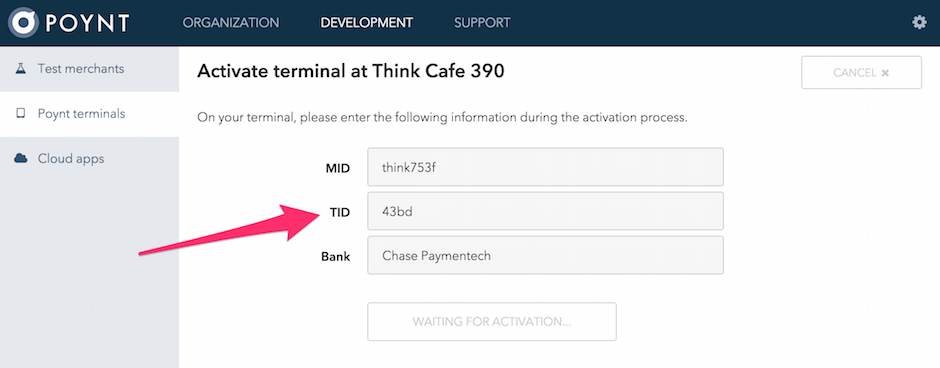 POYNT
ORGANIZATION
DEVELOPMENT
SUPPORT
Test merchants
Poynt terminals
Cloud apps
Activate terminal at Think Cafe 390
CANCEL ✖
On your terminal, please enter the following information during the activation process.
MID think753f
TID 43bd
Bank Chase Paymentech
WAITING FOR ACTIVATION...